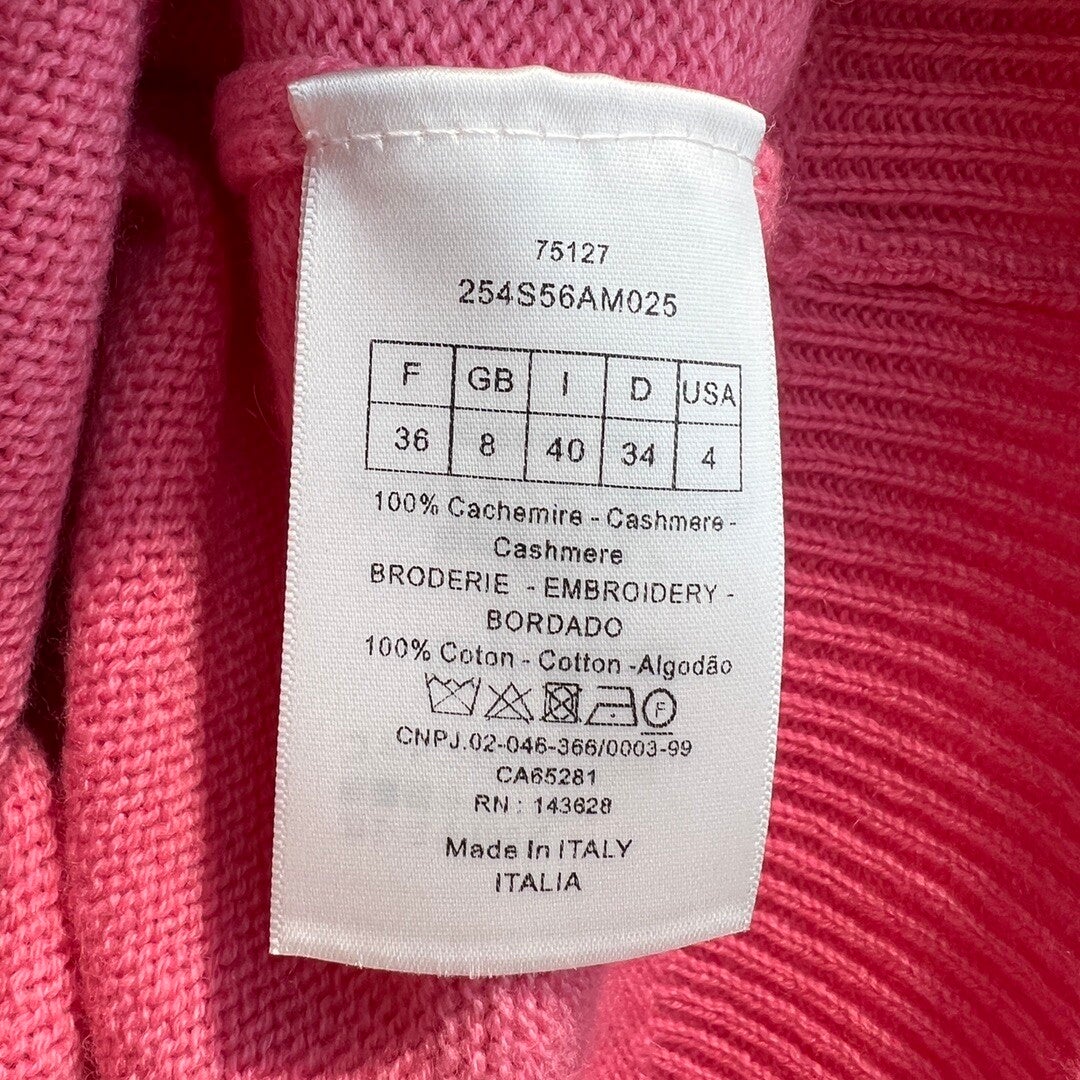 75127
254S56AM025
F GB I D USA
36 8 40 34 4
100% Cachemire - Cashmere -
Cashmere
BRODERIE - EMBROIDERY -
BORDADO
100% Coton - Cotton -Algodão
F
CNPJ.02-046-366/0003-99
CA65281
RN : 143628
Made In ITALY
ITALIA